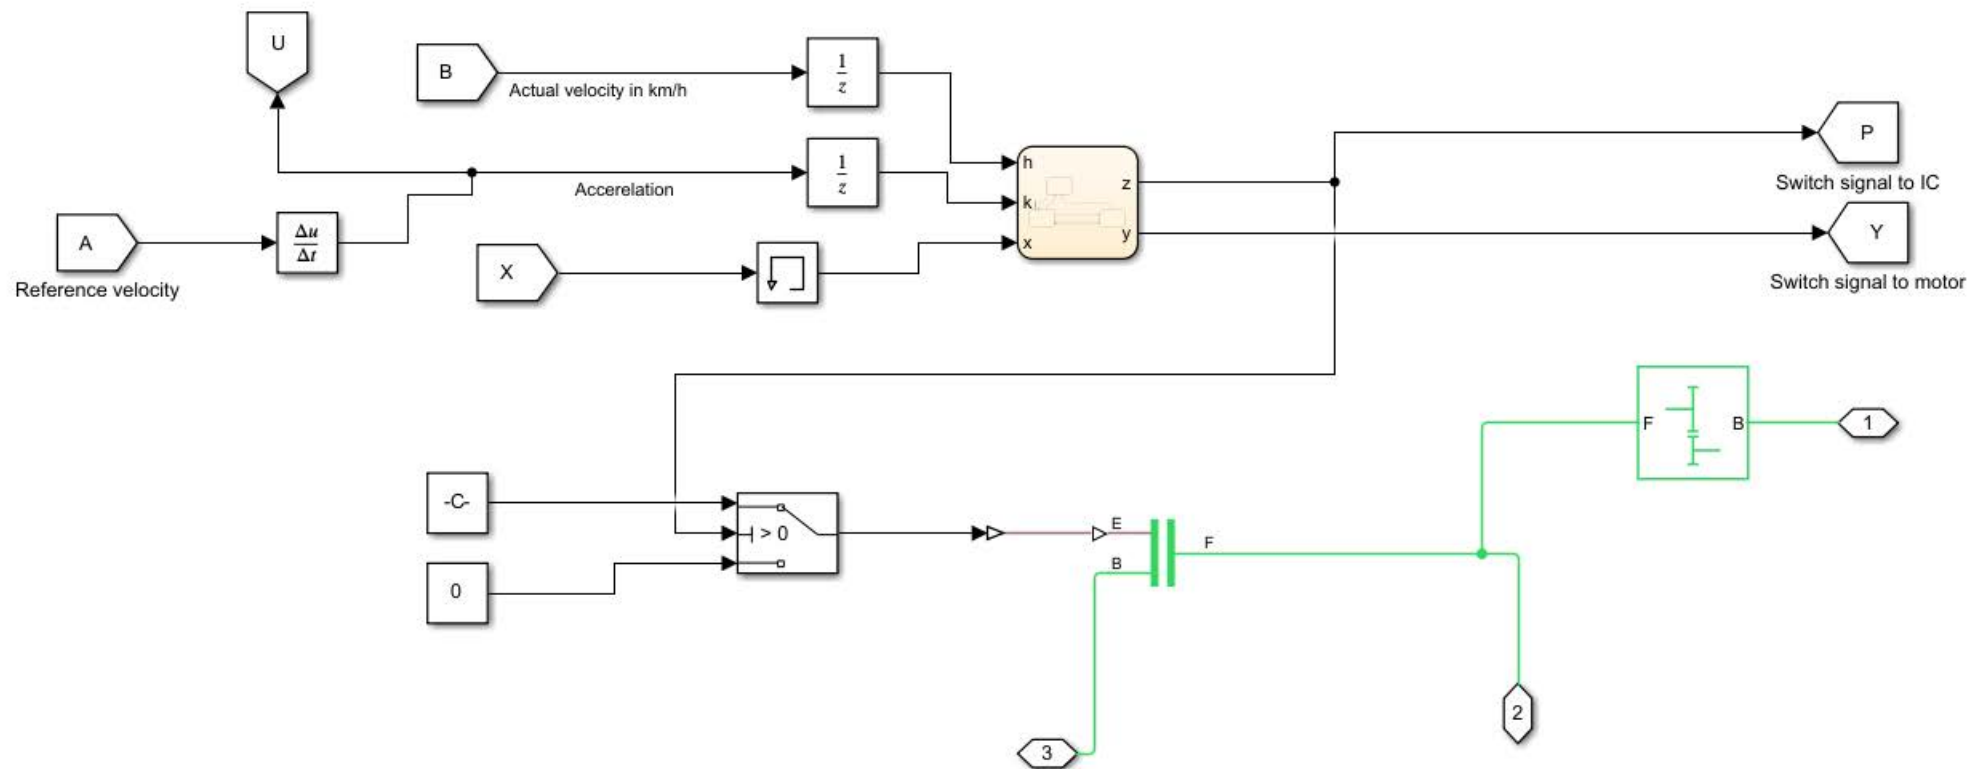 U
B
1
z
Actual velocity in km/h
1
z
Accerelation
A
Δu
Δt
Reference velocity
X
h
k
x
z
y
P
Switch signal to IC
Y
Switch signal to motor
F
B
1
-C-
> 0
0
E
B
F
2
3